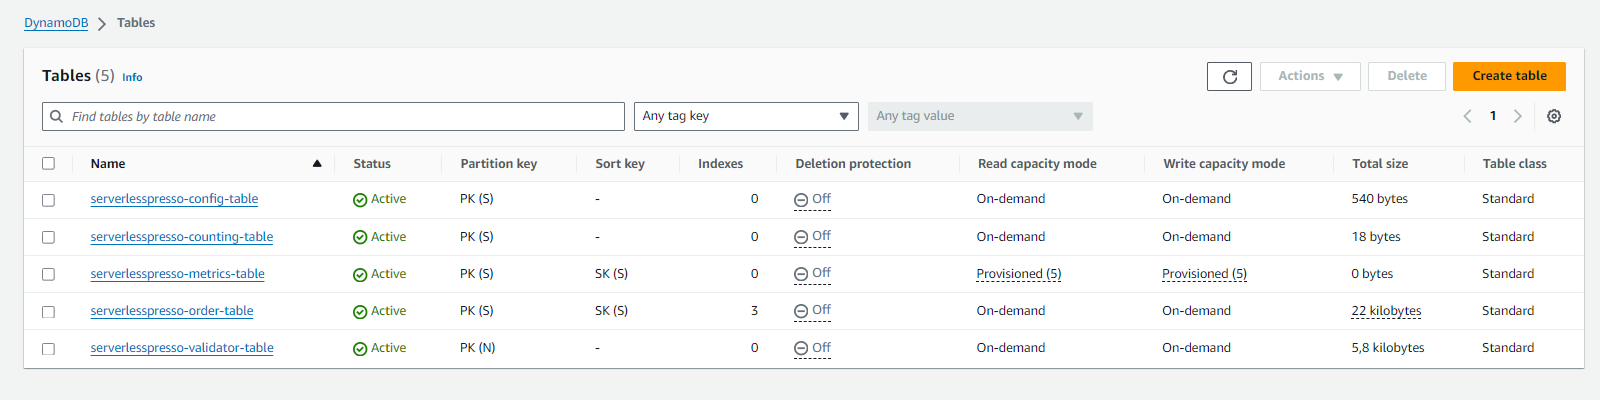 DynamoDB > Tables
Tables (5) Info Actions Delete Create table
Find tables by table name Any tag key Any tag value 1
Name Status Partition key Sort key Indexes Deletion protection Read capacity mode Write capacity mode Total size Table class
serverlesspresso-config-table Active PK (S) - 0 Off On-demand On-demand 540 bytes Standard
serverlesspresso-counting-table Active PK (S) - 0 Off On-demand On-demand 18 bytes Standard
serverlesspresso-metrics-table Active PK (S) SK (S) 0 Off Provisioned (5) Provisioned (5) 0 bytes Standard
serverlesspresso-order-table Active PK (S) SK (S) 3 Off On-demand On-demand 22 kilobytes Standard
serverlesspresso-validator-table Active PK (N) - 0 Off On-demand On-demand 5,8 kilobytes Standard